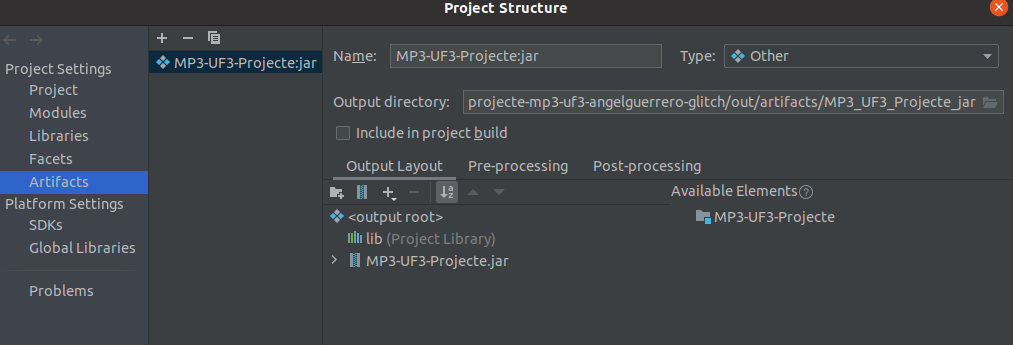 Project Structure
Project Settings
Project
Modules
Libraries
Facets
Artifacts
Platform Settings
SDKs
Global Libraries
Problems
MP3-UF3-Projecte:jar
Name: MP3-UF3-Projecte:jar Type: Other
Output directory: projecte-mp3-uf3-angelguerrero-glitch/out/artifacts/MP3_UF3_Projecte_jar
Include in project build
Output Layout Pre-processing Post-processing
<output root>
lib (Project Library)
MP3-UF3-Projecte.jar
Available Elements
MP3-UF3-Projecte